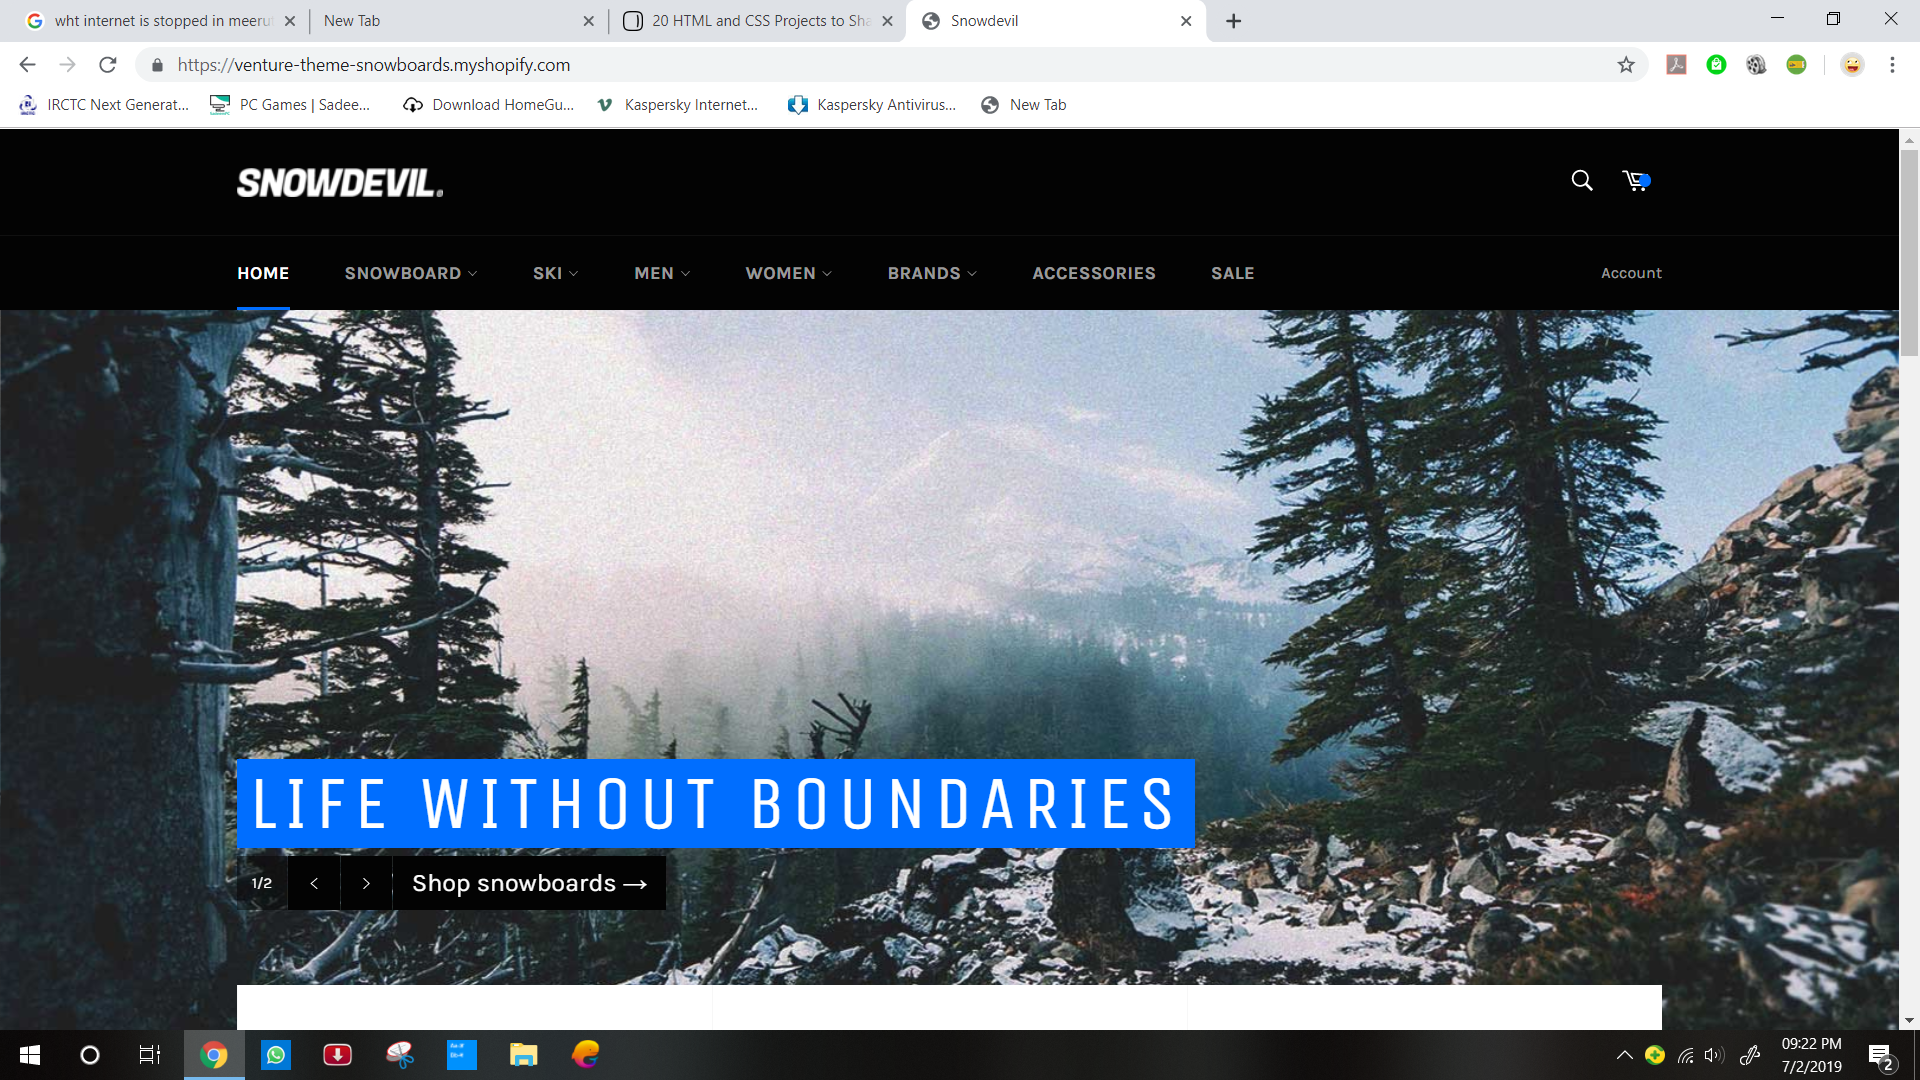 wht internet is stopped in meeru
New Tab
20 HTML and CSS Projects to Sha
Snowdevil
https://venture-theme-snowboards.myshopify.com
IRCTC Next Generat...
PC Games | Sadee...
Download HomeGu...
Kaspersky Internet...
Kaspersky Antivirus...
New Tab
SNOWDEVIL.
HOME
SNOWBOARD
SKI
MEN
WOMEN
BRANDS
ACCESSORIES
SALE
Account
LIFE WITHOUT BOUNDARIES
1/2
Shop snowboards →
09:22 PM
7/2/2019
2